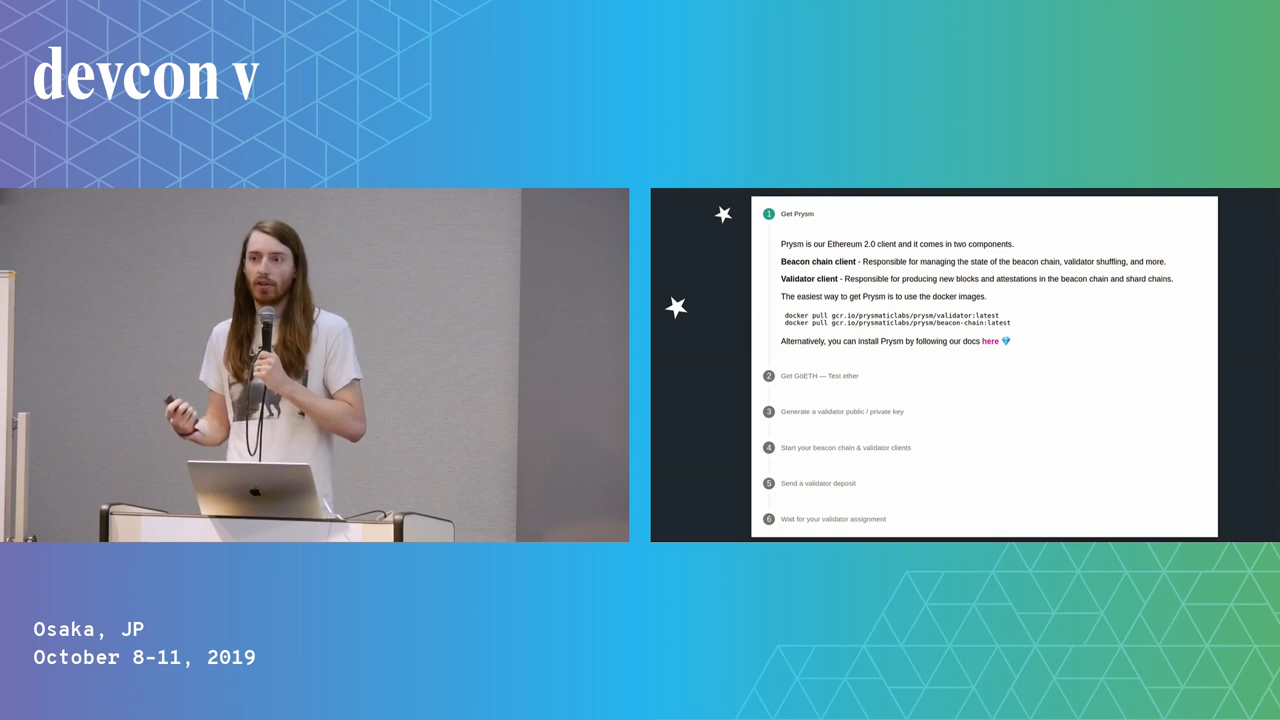 devcon v
1 Get Prysm
Prysm is our Ethereum 2.0 client and it comes in two components.
Beacon chain client - Responsible for managing the state of the beacon chain, validator shuffling, and more.
Validator client - Responsible for producing new blocks and attestations in the beacon chain and shard chains.
The easiest way to get Prysm is to use the docker images.
docker pull gcr.io/prysmaticlabs/prysm/validator:latest
docker pull gcr.io/prysmaticlabs/prysm/beacon-chain:latest
Alternatively, you can install Prysm by following our docs here 💎
2 Get GöETH — Test ether
3 Generate a validator public / private key
4 Start your beacon chain & validator clients
5 Send a validator deposit
6 Wait for your validator assignment
Osaka, JP
October 8-11, 2019